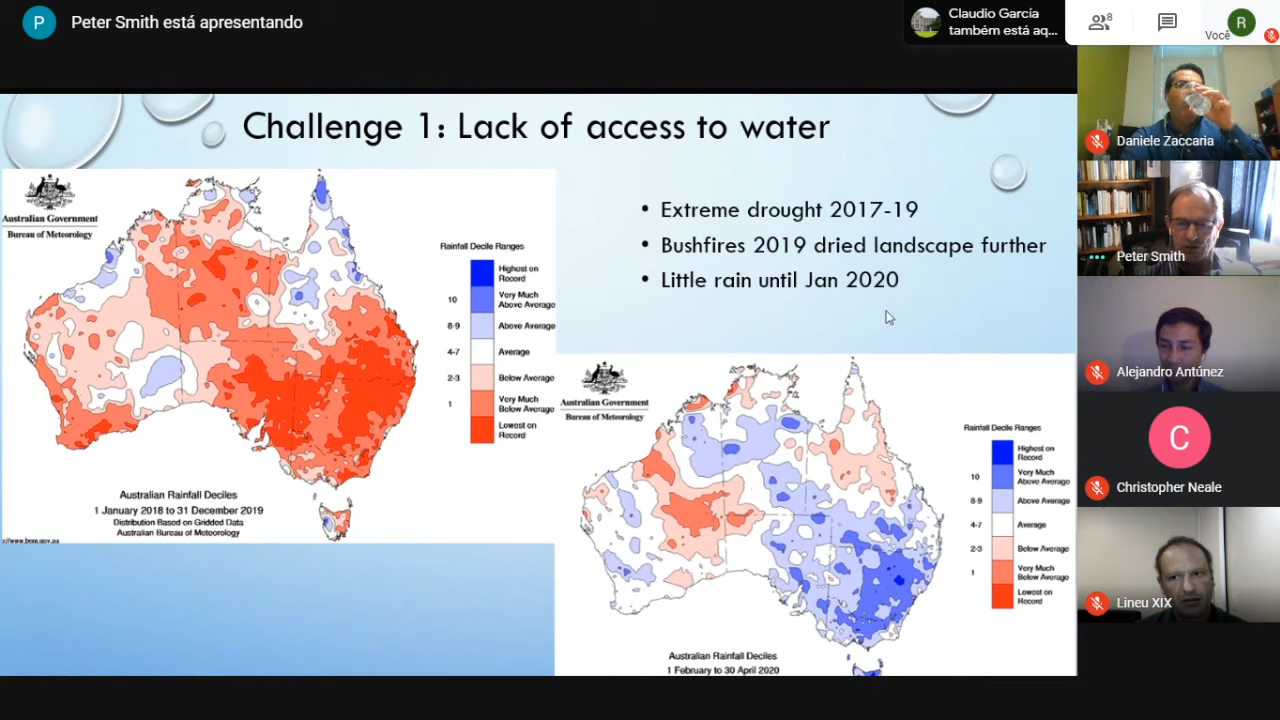 P
Peter Smith está apresentando
Claudio García
também está aq...
8
Você
R
Challenge 1: Lack of access to water
Australian Government
Bureau of Meteorology
Rainfall Decile Ranges
Highest on
Record
10
Very Much
Above Average
8-9
Above Average
4-7
Average
2-3
Below Average
1
Very Much
Below Average
Lowest on
Record
Australian Rainfall Deciles
1 January 2018 to 31 December 2019
Distribution Based on Gridded Data
Australian Bureau of Meteorology
• Extreme drought 2017-19
• Bushfires 2019 dried landscape further
• Little rain until Jan 2020
Australian Government
Bureau of Meteorology
Rainfall Decile Ranges
Highest on
Record
10
Very Much
Above Average
8-9
Above Average
4-7
Average
2-3
Below Average
1
Very Much
Below Average
Lowest on
Record
Australian Rainfall Deciles
1 February to 30 April 2020
Daniele Zaccaria
Peter Smith
Alejandro Antúnez
C
Christopher Neale
Lineu XIX